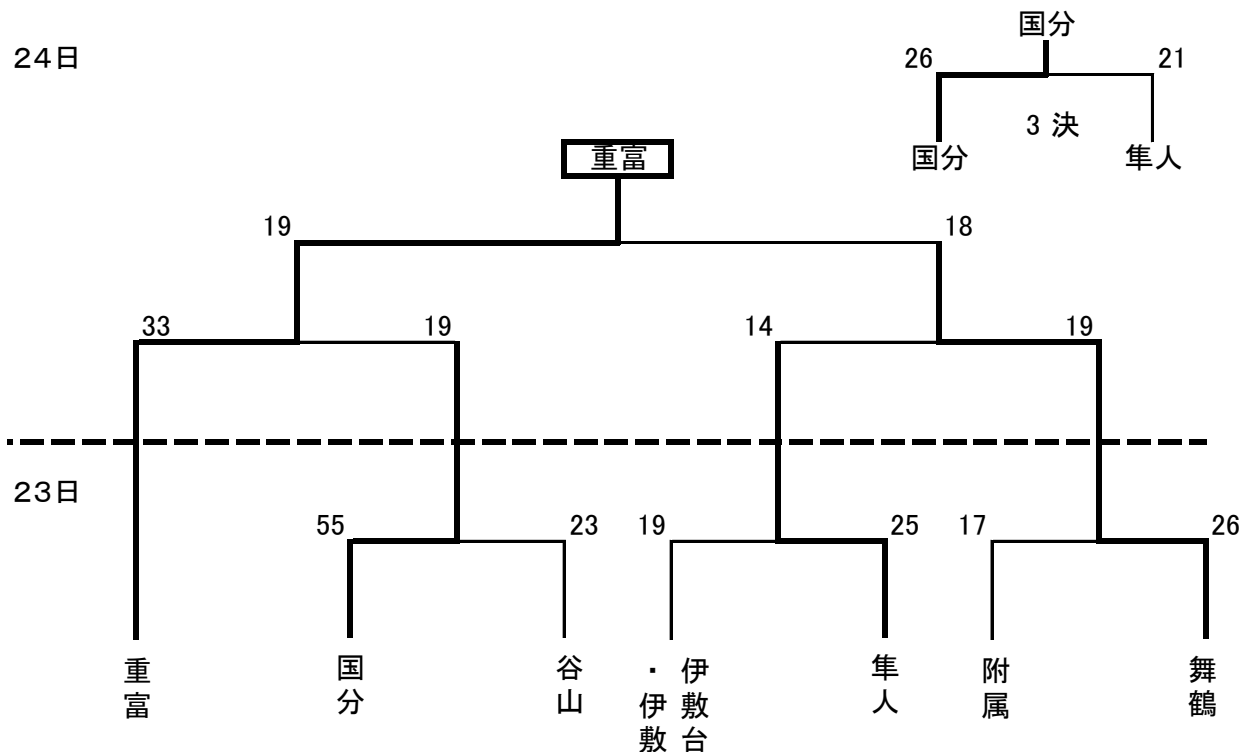 国分
24日
26 21
3 決
国分 隼人
重富
19 18
33 19 14 19
23日
55 23 19 25 17 26
重富
国分
谷山
伊敷台・伊敷
隼人
附属
舞鶴